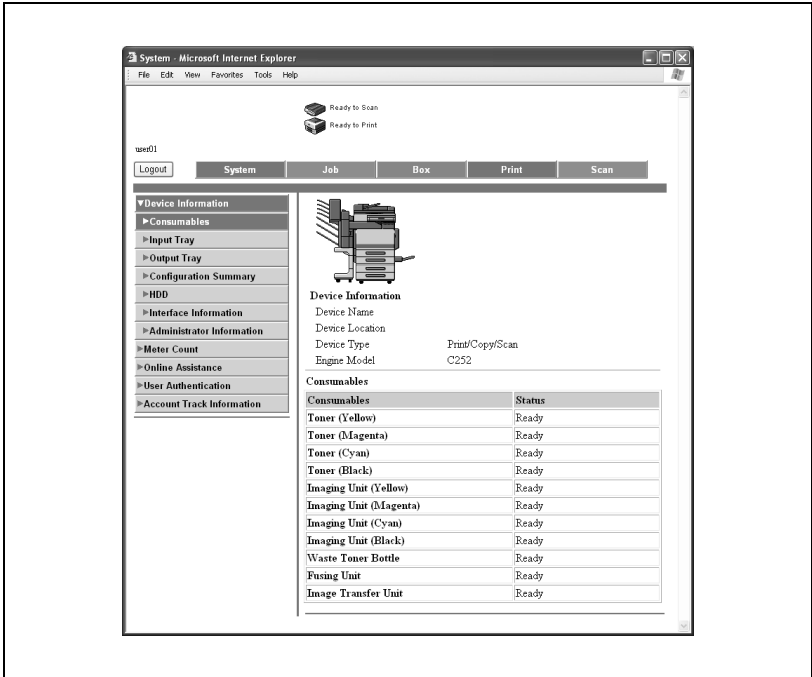 System - Microsoft Internet Explorer
File Edit View Favorites Tools Help
Ready to Scan
Ready to Print
user01
Logout System Job Box Print Scan
▼Device Information
▶Consumables
▶Input Tray
▶Output Tray
▶Configuration Summary
▶HDD
▶Interface Information
▶Administrator Information
▶Meter Count
▶Online Assistance
▶User Authentication
▶Account Track Information
Device Information
Device Name
Device Location
Device Type Print/Copy/Scan
Engine Model C252
Consumables
Consumables Status
Toner (Yellow) Ready
Toner (Magenta) Ready
Toner (Cyan) Ready
Toner (Black) Ready
Imaging Unit (Yellow) Ready
Imaging Unit (Magenta) Ready
Imaging Unit (Cyan) Ready
Imaging Unit (Black) Ready
Waste Toner Bottle Ready
Fusing Unit Ready
Image Transfer Unit Ready